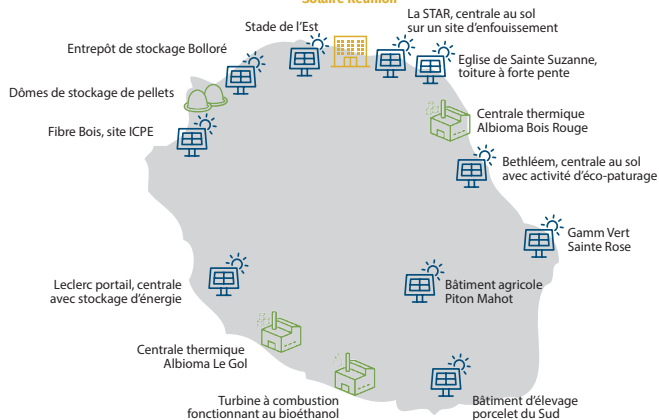 Solaire Réunion
Stade de l'Est
La STAR, centrale au sol
sur un site d'enfouissement
Entrepôt de stockage Bolloré
Eglise de Sainte Suzanne,
toiture à forte pente
Dômes de stockage de pellets
Centrale thermique
Albioma Bois Rouge
Fibre Bois, site ICPE
Bethléem, centrale au sol
avec activité d'éco-paturage
Gamm Vert
Sainte Rose
Leclerc portail, centrale
avec stockage d'énergie
Bâtiment agricole
Piton Mahot
Centrale thermique
Albioma Le Gol
Turbine à combustion
fonctionnant au bioéthanol
Bâtiment d'élevage
porcelet du Sud